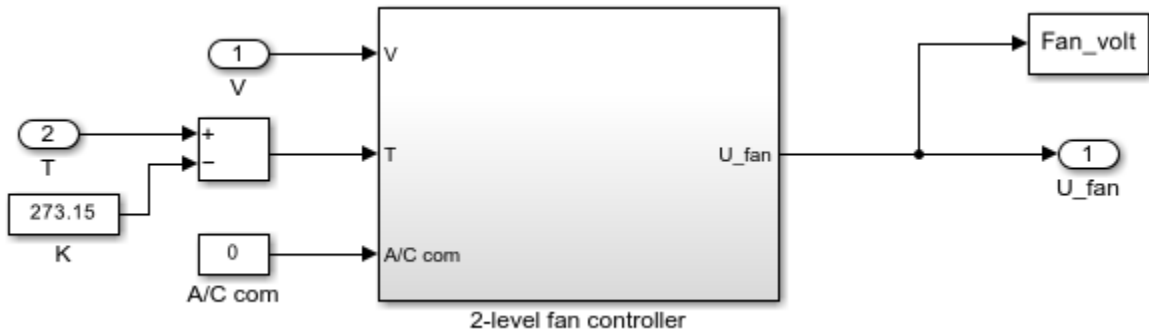 1
V
2
T
+
−
273.15
K
0
A/C com
V
T
A/C com
U_fan
2-level fan controller
Fan_volt
1
U_fan